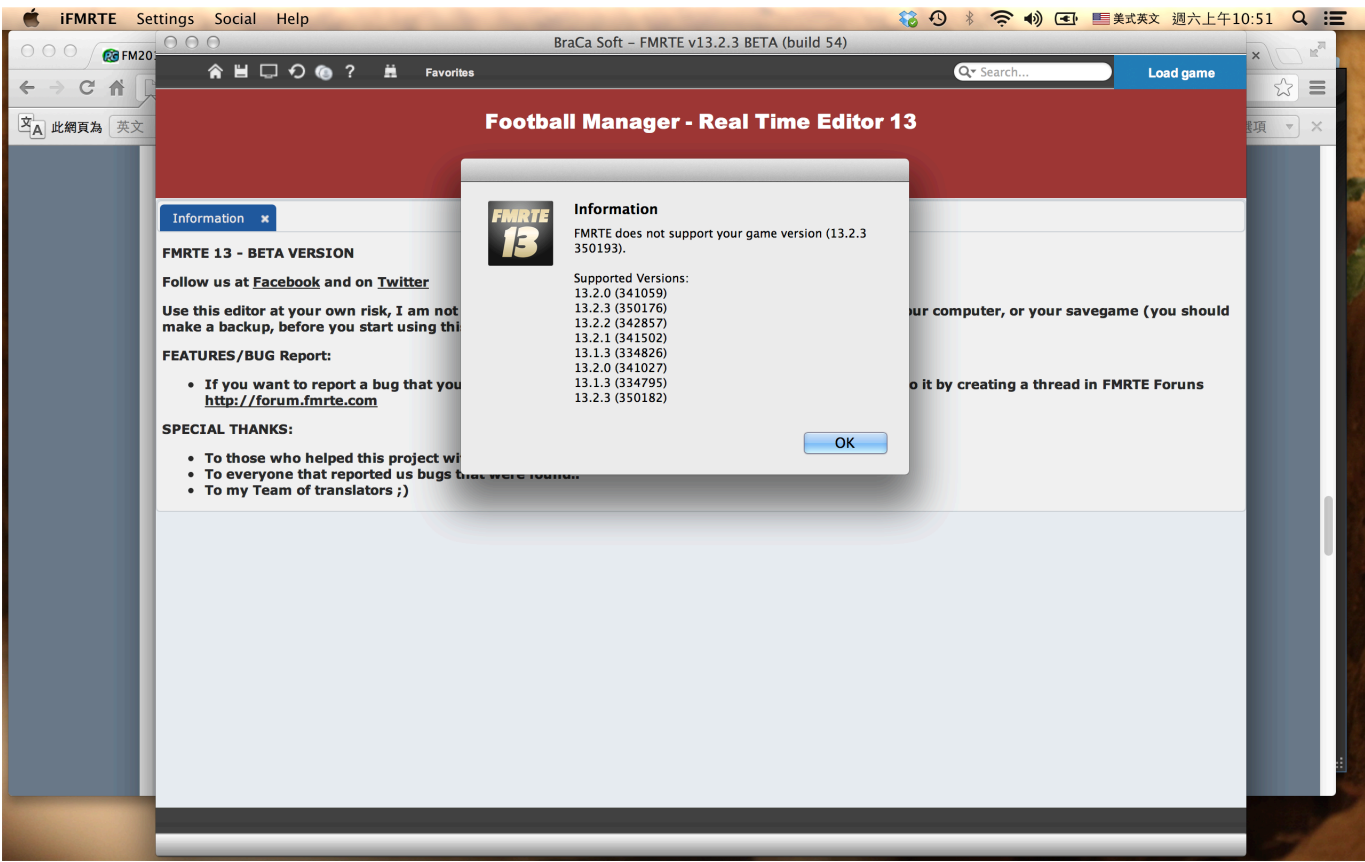 iFMRTE Settings Social Help
美式英文 週六上午10:51
FM20
BraCa Soft – FMRTE v13.2.3 BETA (build 54)
? Favorites
Search...
Load game
此網頁為 英文
選項
Football Manager - Real Time Editor 13
Information
FMRTE 13 - BETA VERSION
Follow us at Facebook and on Twitter
Use this editor at your own risk, I am not
our computer, or your savegame (you should
make a backup, before you start using thi
FEATURES/BUG Report:
• If you want to report a bug that you
o it by creating a thread in FMRTE Foruns
http://forum.fmrte.com
SPECIAL THANKS:
• To those who helped this project wi
• To everyone that reported us bugs that were found..
• To my Team of translators ;)
FMRTE
13
Information
FMRTE does not support your game version (13.2.3
350193).
Supported Versions:
13.2.0 (341059)
13.2.3 (350176)
13.2.2 (342857)
13.2.1 (341502)
13.1.3 (334826)
13.2.0 (341027)
13.1.3 (334795)
13.2.3 (350182)
OK